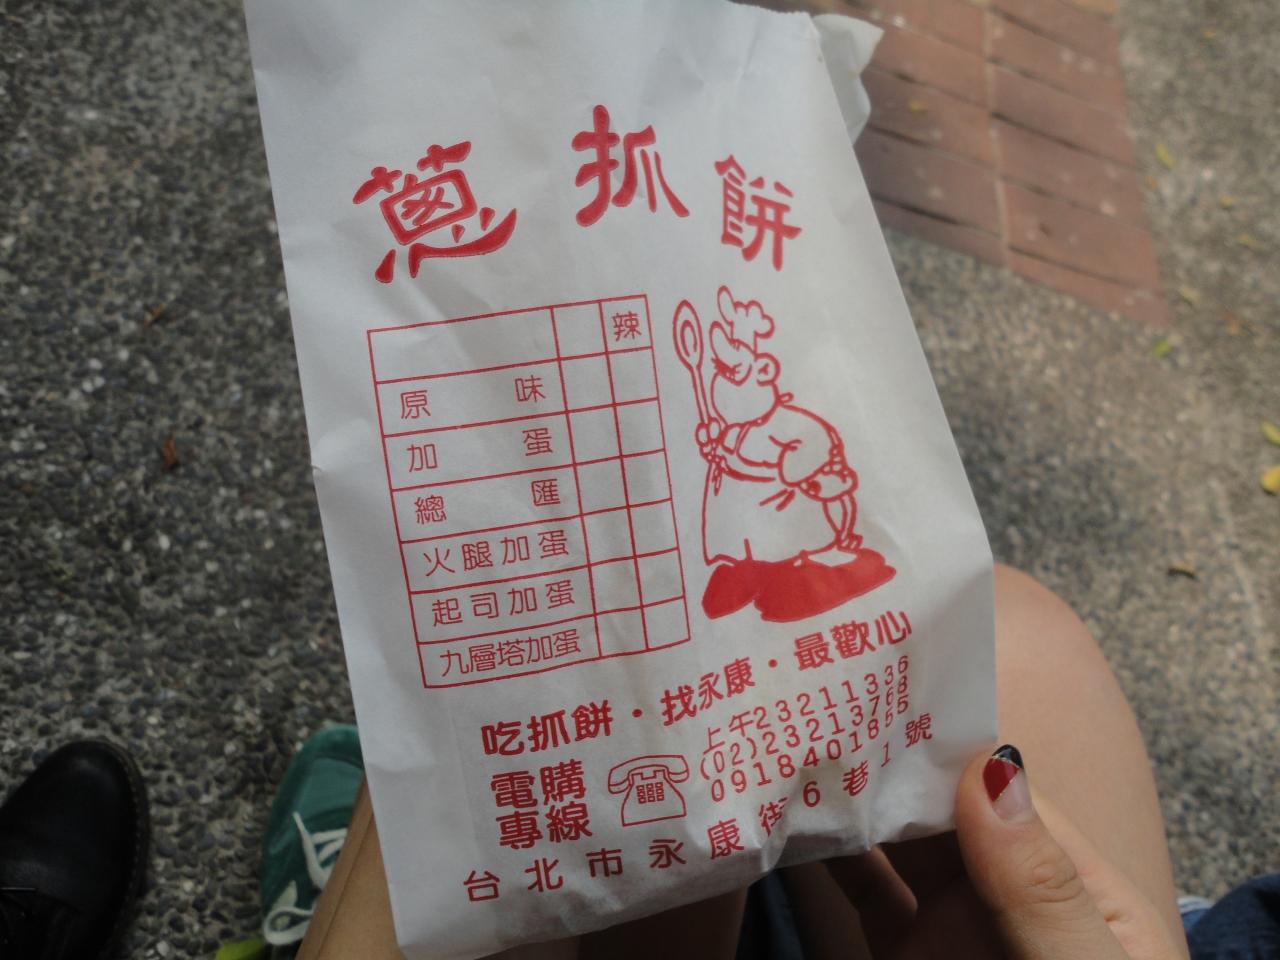 蔥抓餅
辣
原味
加蛋
總匯
火腿加蛋
起司加蛋
九層塔加蛋
吃抓餅·找永康·最歡心
電購專線
上午23211336
(02)23213768
0918401855
台北市永康街6巷1號